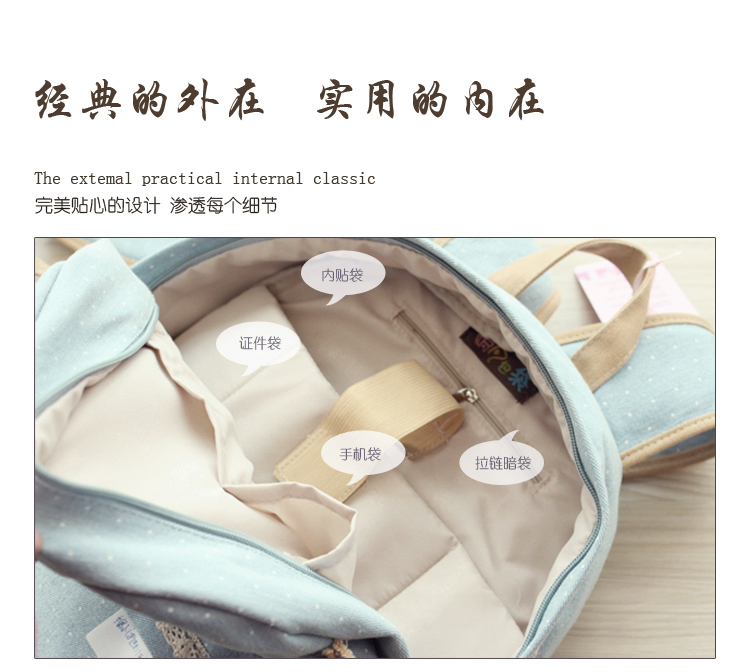 经典的外在 实用的内在
The extemal practical internal classic
完美贴心的设计 渗透每个细节
内贴袋
证件袋
手机袋
拉链暗袋